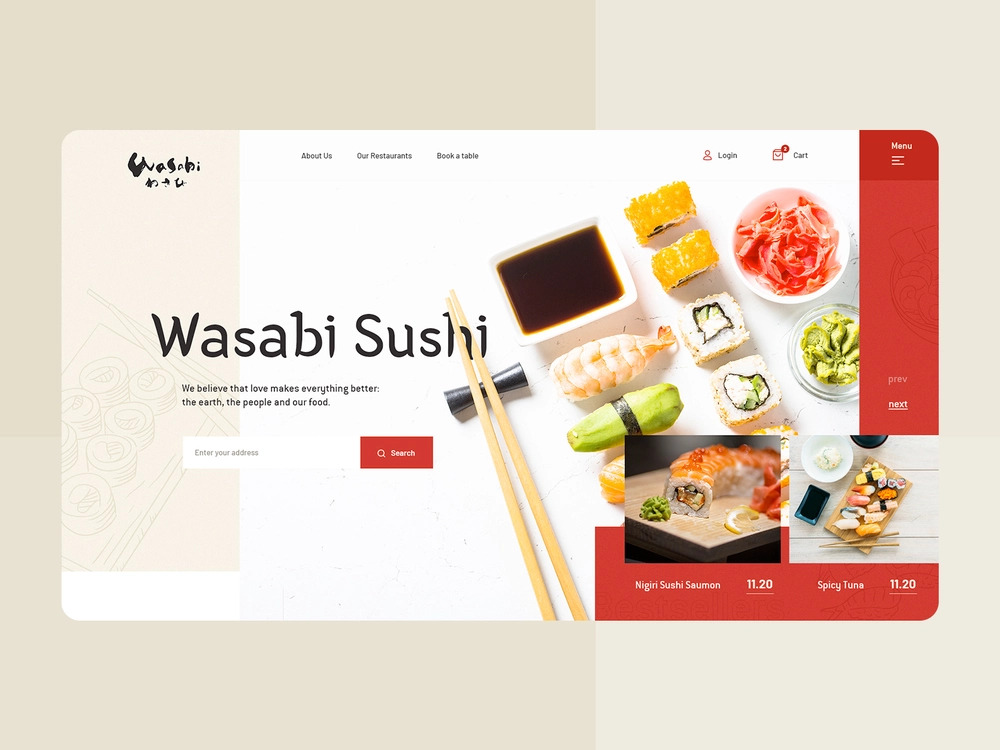 Wasabi
わさび
About Us
Our Restaurants
Book a table
Login
2
Cart
Menu
Wasabi Sushi
We believe that love makes everything better:
the earth, the people and our food.
Enter your address
Search
prev
next
Nigiri Sushi Saumon
11.20
Spicy Tuna
11.20
Bestsellers